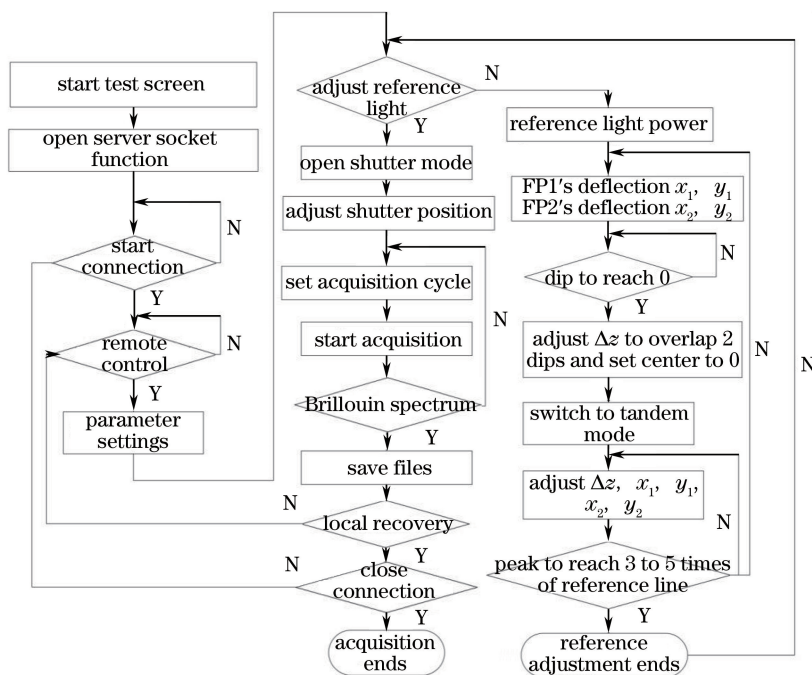 start test screen
open server socket
function
N
start
connection
Y
remote
control
N
Y
parameter
settings
adjust reference
light
N
Y
open shutter mode
adjust shutter position
set acquisition cycle
start acquisition
N
Brillouin spectrum
Y
save files
N
local recovery
Y
N
close
connection
Y
acquisition
ends
reference light power
FP1's deflection x₁, y₁
FP2's deflection x₂, y₂
N
dip to reach 0
Y
adjust Δz to overlap 2
dips and set center to 0
N
N
switch to tandem
mode
adjust Δz, x₁, y₁,
x₂, y₂
N
peak to reach 3 to 5 times
of reference line
Y
reference
adjustment ends